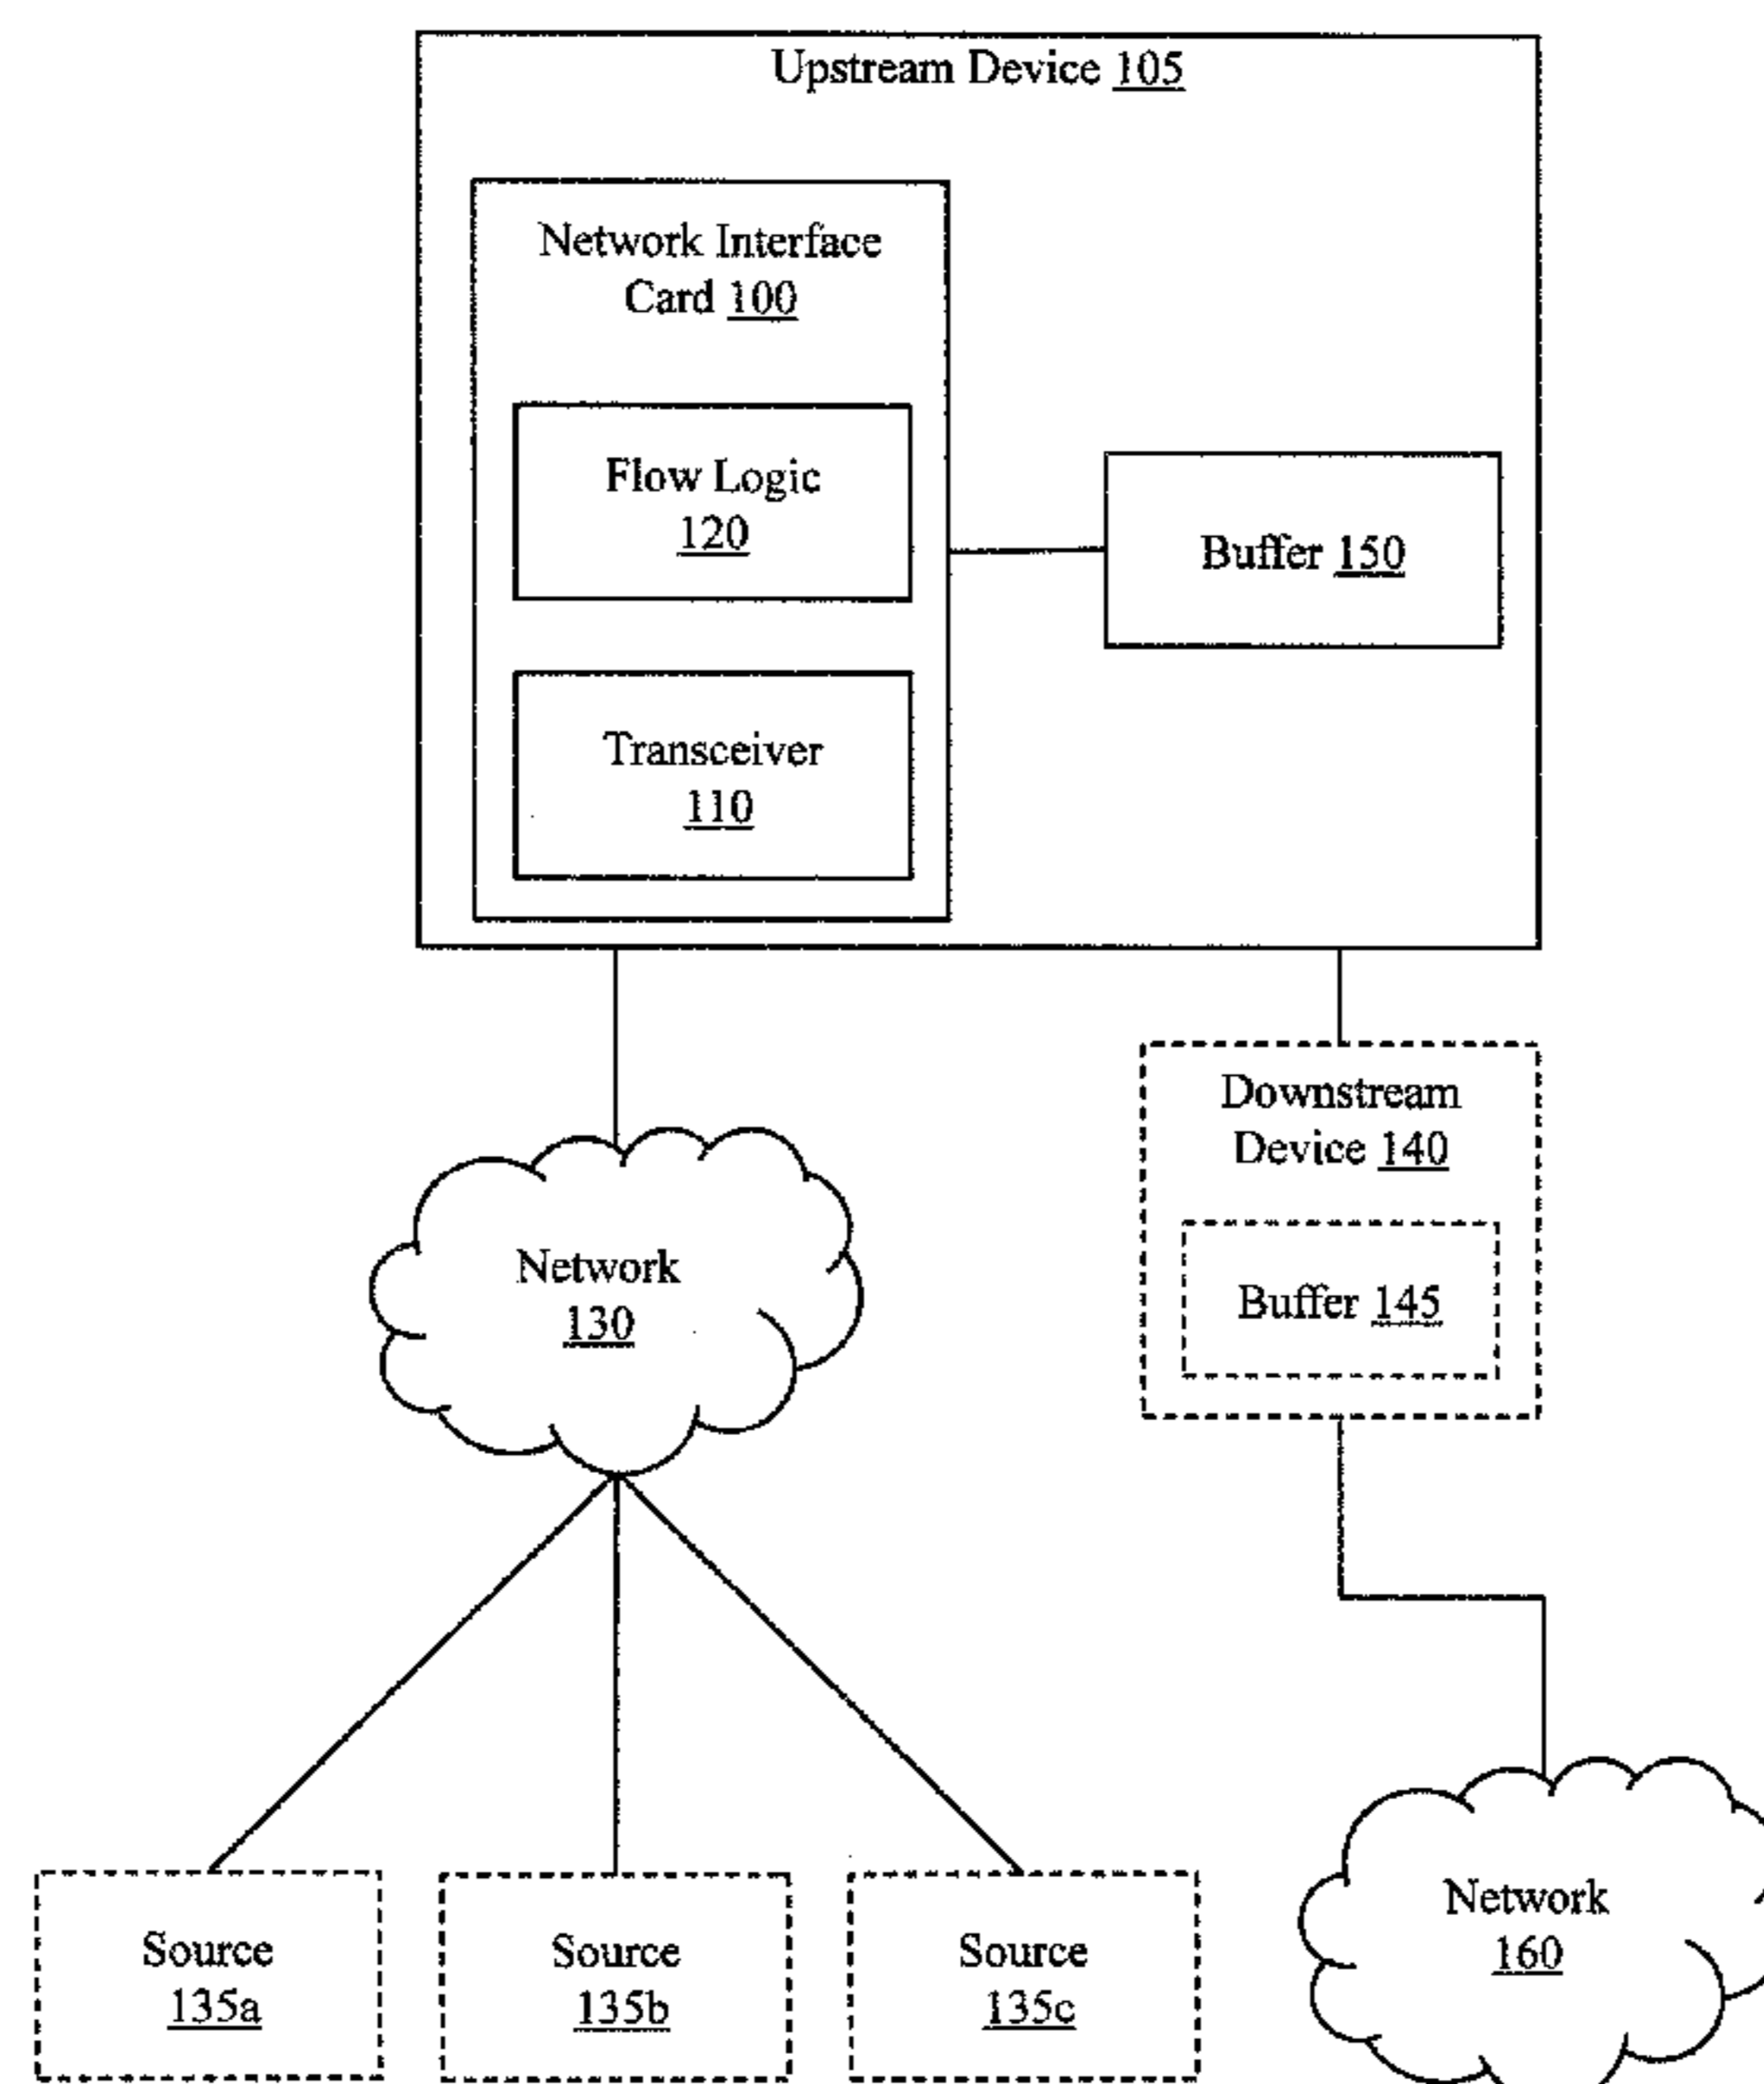 Upstream Device 105
Network Interface
Card 100
Flow Logic
120
Buffer 150
Transceiver
110
Downstream
Device 140
Buffer 145
Network
130
Network
160
Source
135a
Source
135b
Source
135c